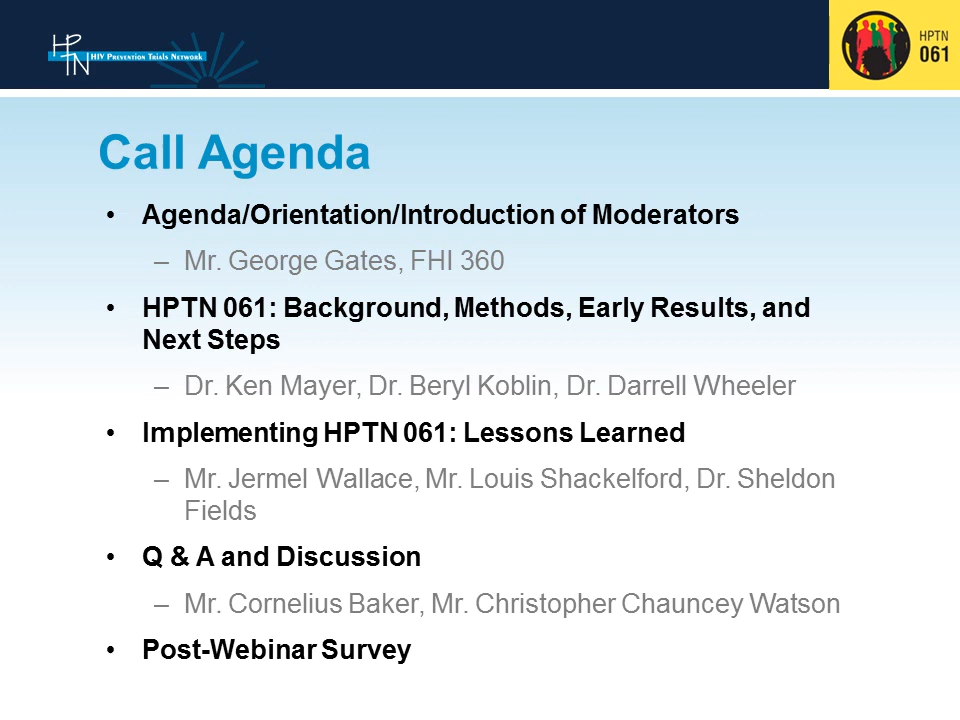 HPTN
HIV Prevention Trials Network
HPTN
061
Call Agenda
• Agenda/Orientation/Introduction of Moderators
– Mr. George Gates, FHI 360
• HPTN 061: Background, Methods, Early Results, and
Next Steps
– Dr. Ken Mayer, Dr. Beryl Koblin, Dr. Darrell Wheeler
• Implementing HPTN 061: Lessons Learned
– Mr. Jermel Wallace, Mr. Louis Shackelford, Dr. Sheldon
Fields
• Q & A and Discussion
– Mr. Cornelius Baker, Mr. Christopher Chauncey Watson
• Post-Webinar Survey